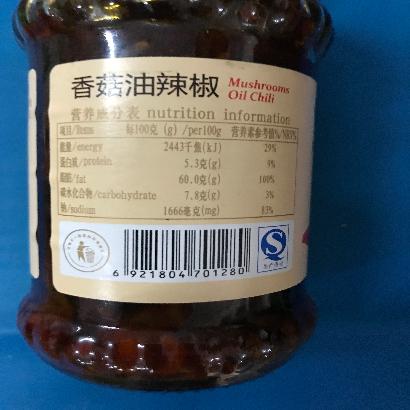 香菇油辣椒 Mushrooms Oil Chili
营养成分表 nutrition information
项目/Items 每100克 (g) /per100g 营养素参考值%/NRV%
能量/energy 2443千焦(kJ) 29%
蛋白质/protein 5.3克(g) 9%
脂肪/fat 60.0克(g) 100%
碳水化合物/carbohydrate 7.8克(g) 3%
钠/sodium 1666毫克(mg) 83%
6 921804 701280